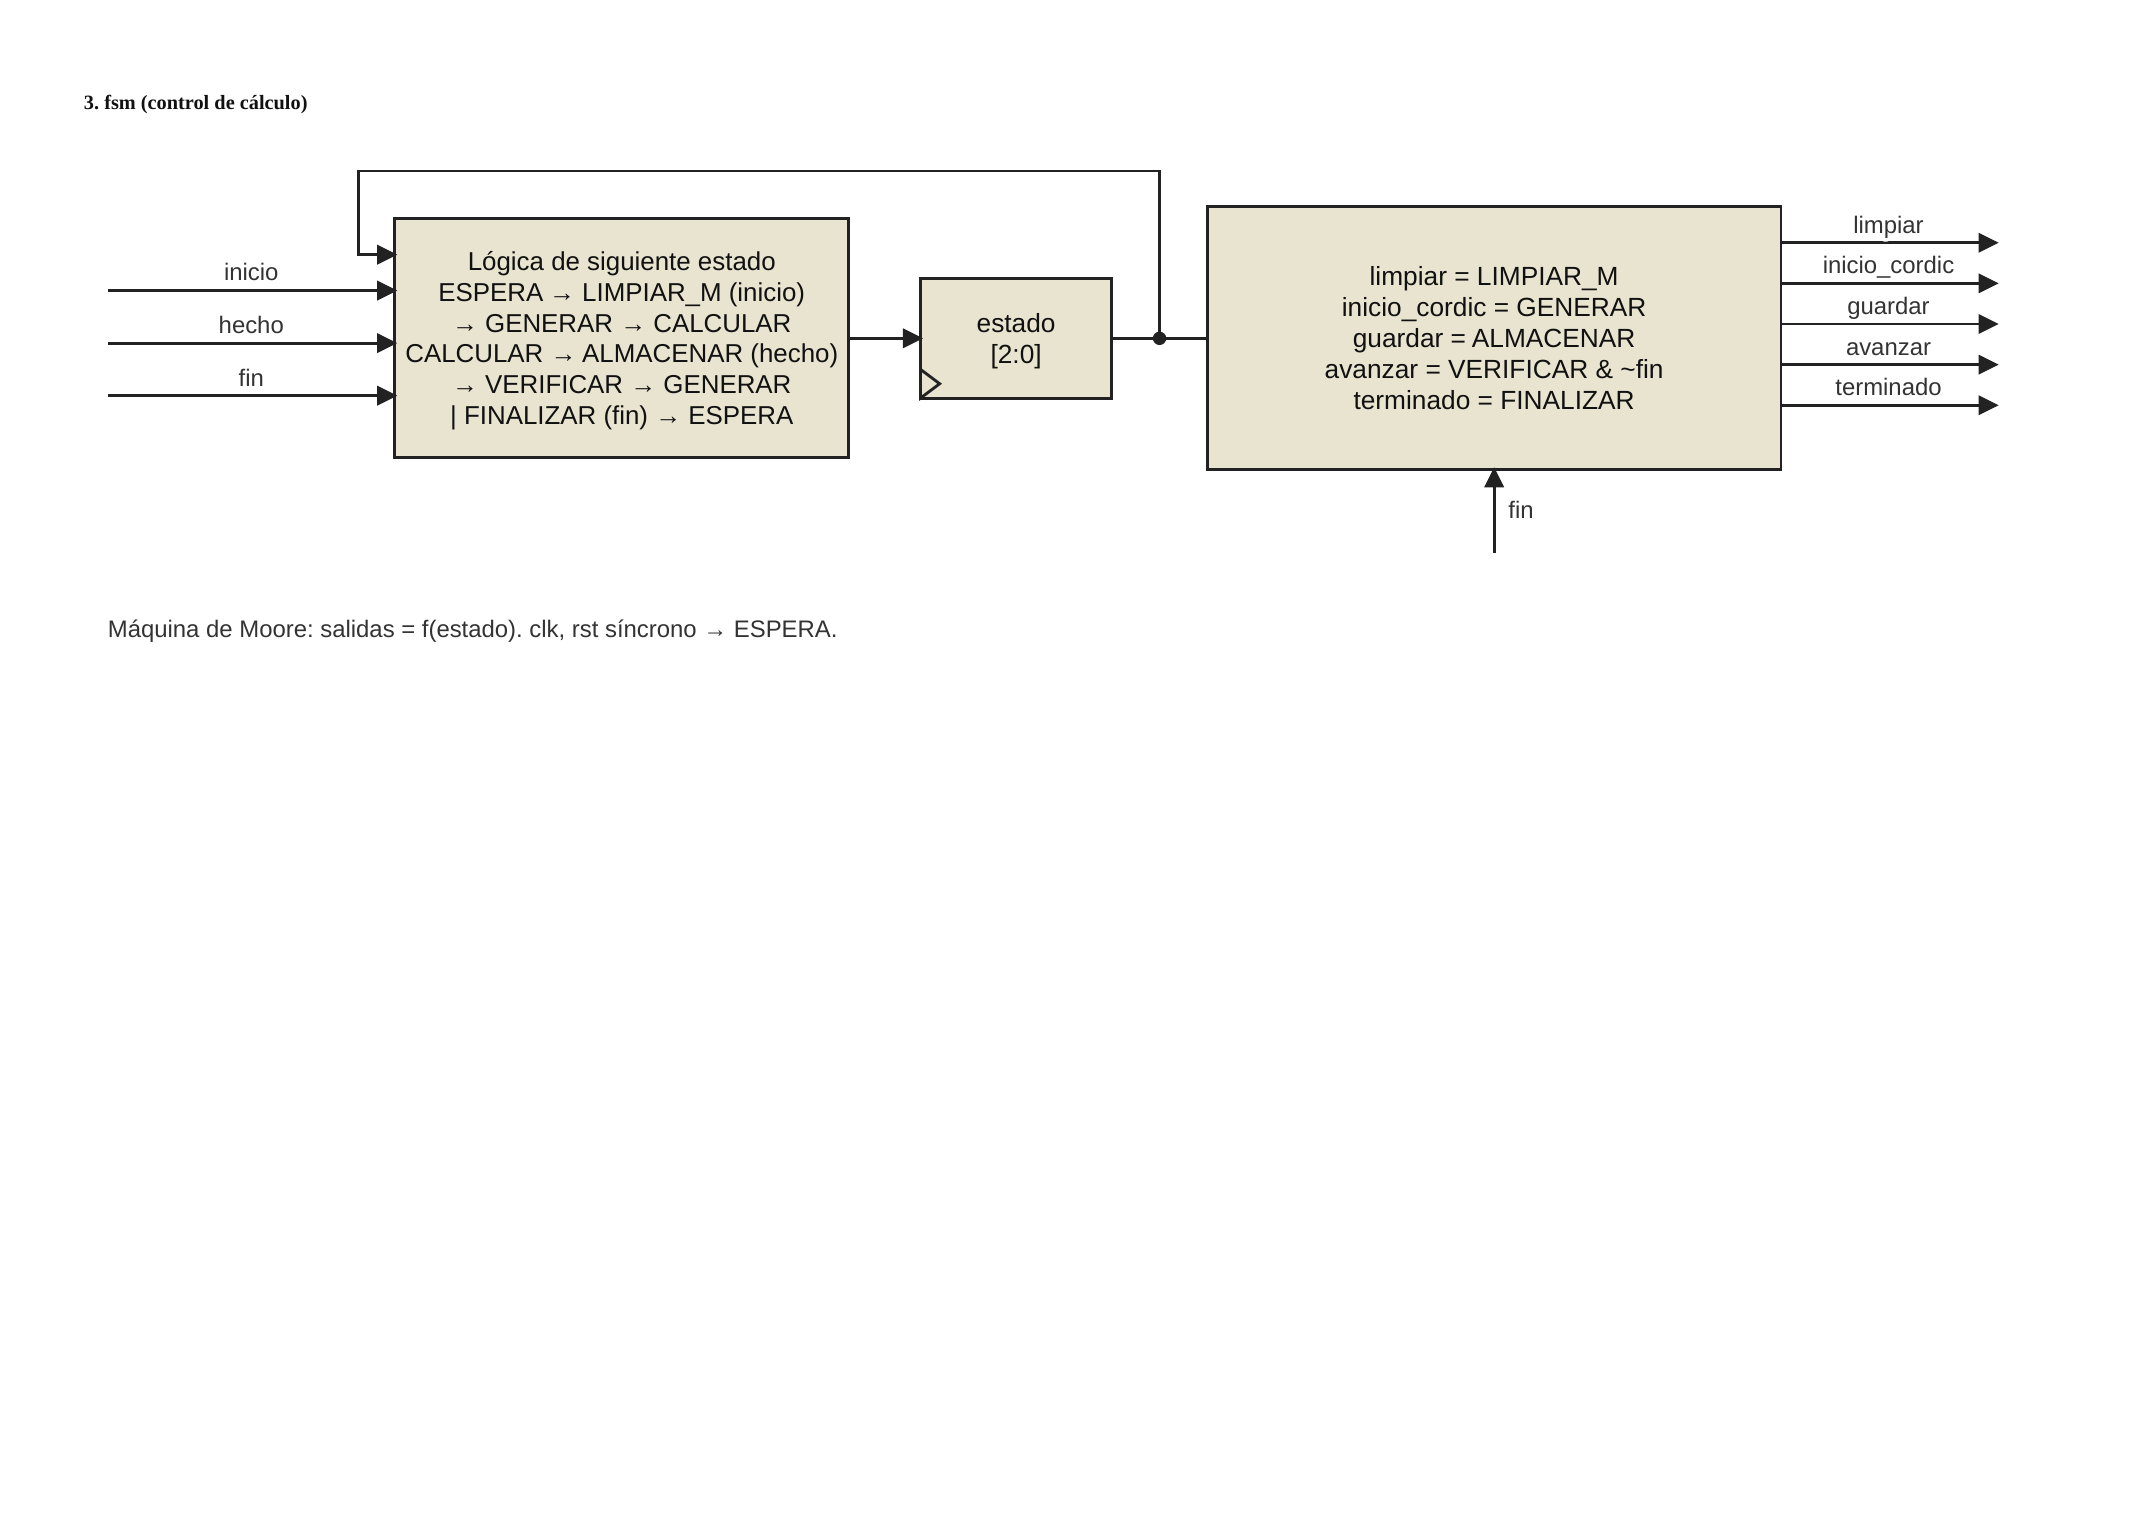 3. fsm (control de cálculo)
inicio
hecho
fin
Lógica de siguiente estado
ESPERA → LIMPIAR_M (inicio)
→ GENERAR → CALCULAR
CALCULAR → ALMACENAR (hecho)
→ VERIFICAR → GENERAR
| FINALIZAR (fin) → ESPERA
estado
[2:0]
limpiar = LIMPIAR_M
inicio_cordic = GENERAR
guardar = ALMACENAR
avanzar = VERIFICAR & ~fin
terminado = FINALIZAR
limpiar
inicio_cordic
guardar
avanzar
terminado
fin
Máquina de Moore: salidas = f(estado). clk, rst síncrono → ESPERA.